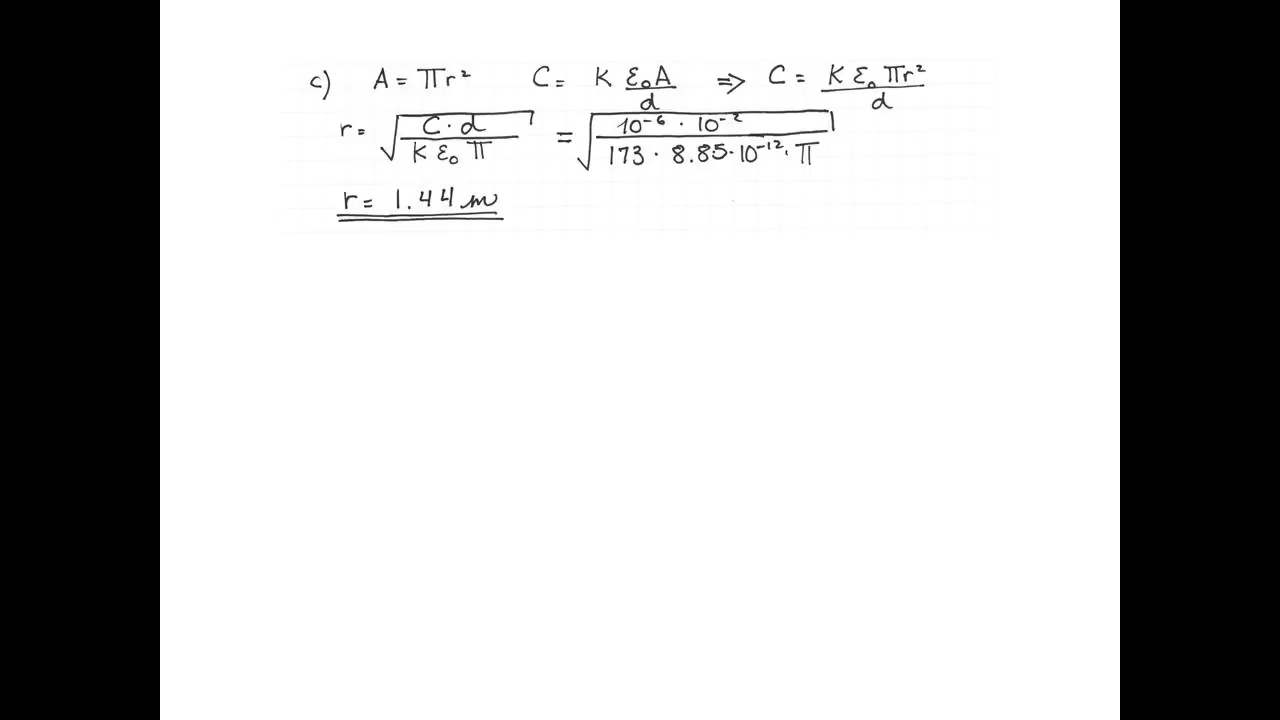 c) A = πr² C = K ε₀A/d ⇒ C = K ε₀ πr²/d
r = √(C · d / K ε₀ π) = √(10⁻⁶ · 10⁻² / 173 · 8.85 · 10⁻¹² · π)
r = 1.44 m